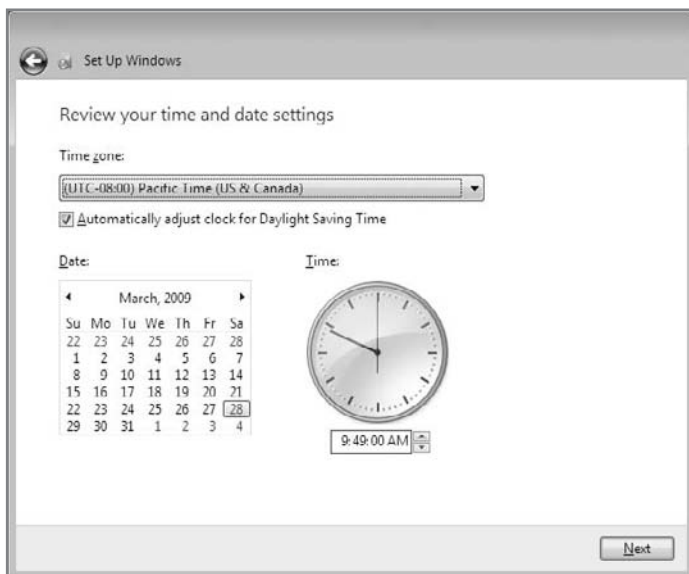 Set Up Windows
Review your time and date settings
Time zone:
(UTC-08:00) Pacific Time (US & Canada)
Automatically adjust clock for Daylight Saving Time
Date:
Time:
March, 2009
Su Mo Tu We Th Fr Sa
22 23 24 25 26 27 28
1 2 3 4 5 6 7
8 9 10 11 12 13 14
15 16 17 18 19 20 21
22 23 24 25 26 27 28
29 30 31 1 2 3 4
9:49:00 AM
Next